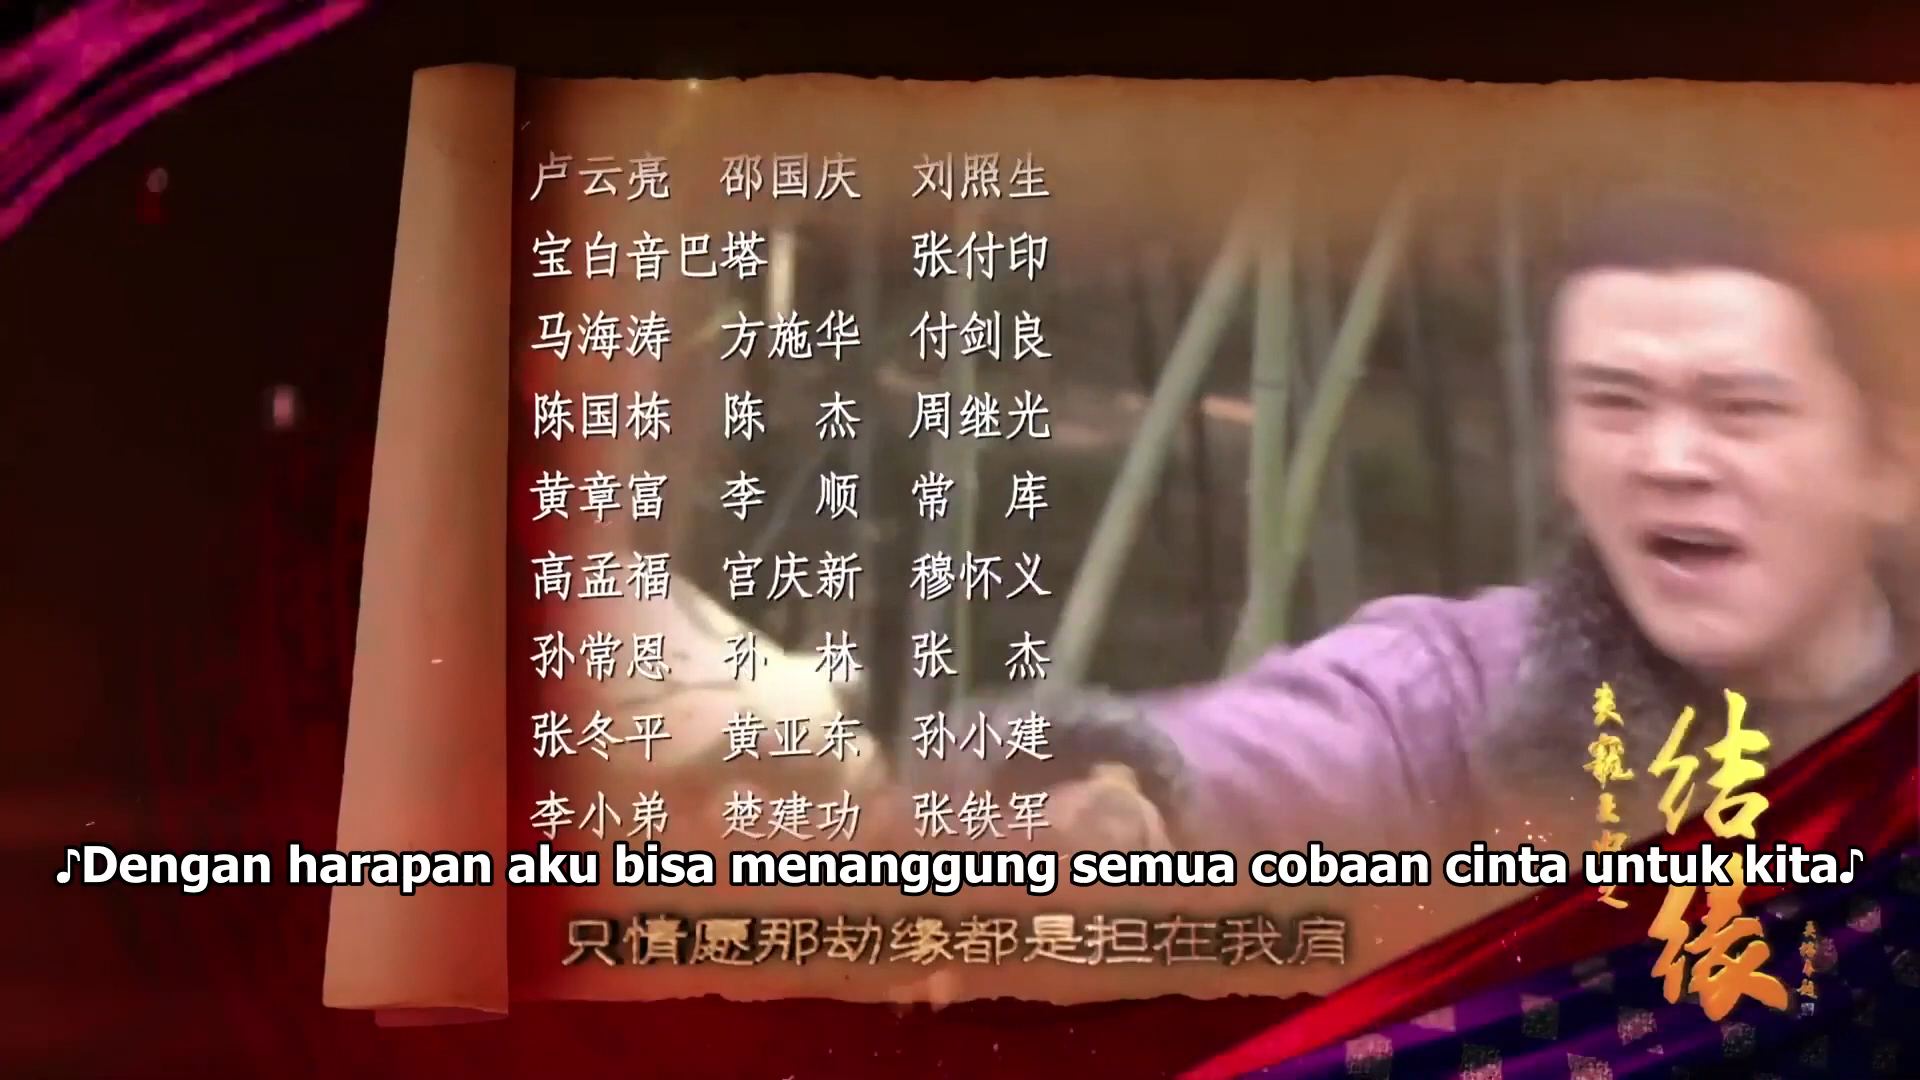 卢云亮 邵国庆 刘照生
宝白音巴塔 张付印
马海涛 方施华 付剑良
陈国栋 陈 杰 周继光
黄章富 李 顺 常 库
高孟福 宫庆新 穆怀义
孙常恩 孙 林 张 杰
张冬平 黄亚东 孙小建
李小弟 楚建功 张铁军
♪Dengan harapan aku bisa menanggung semua cobaan cinta untuk kita♪
只情愿那劫缘都是担在我肩
结缘